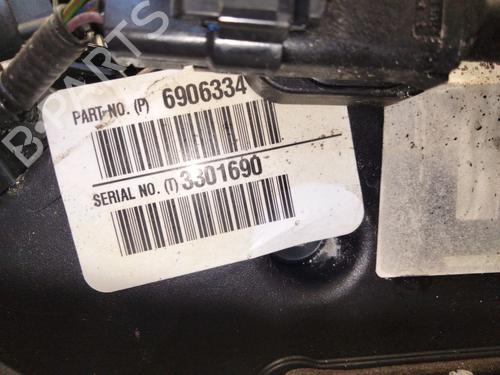 PART-NO. (P) 6906334
SERIAL NO. (T) 3301690
B-PARTS